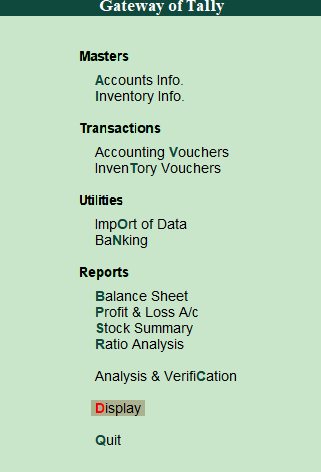 Gateway of Tally
Masters
Accounts Info.
Inventory Info.
Transactions
Accounting Vouchers
InvenTory Vouchers
Utilities
ImpOrt of Data
BaNking
Reports
Balance Sheet
Profit & Loss A/c
Stock Summary
Ratio Analysis
Analysis & VerifiCation
Display
Quit